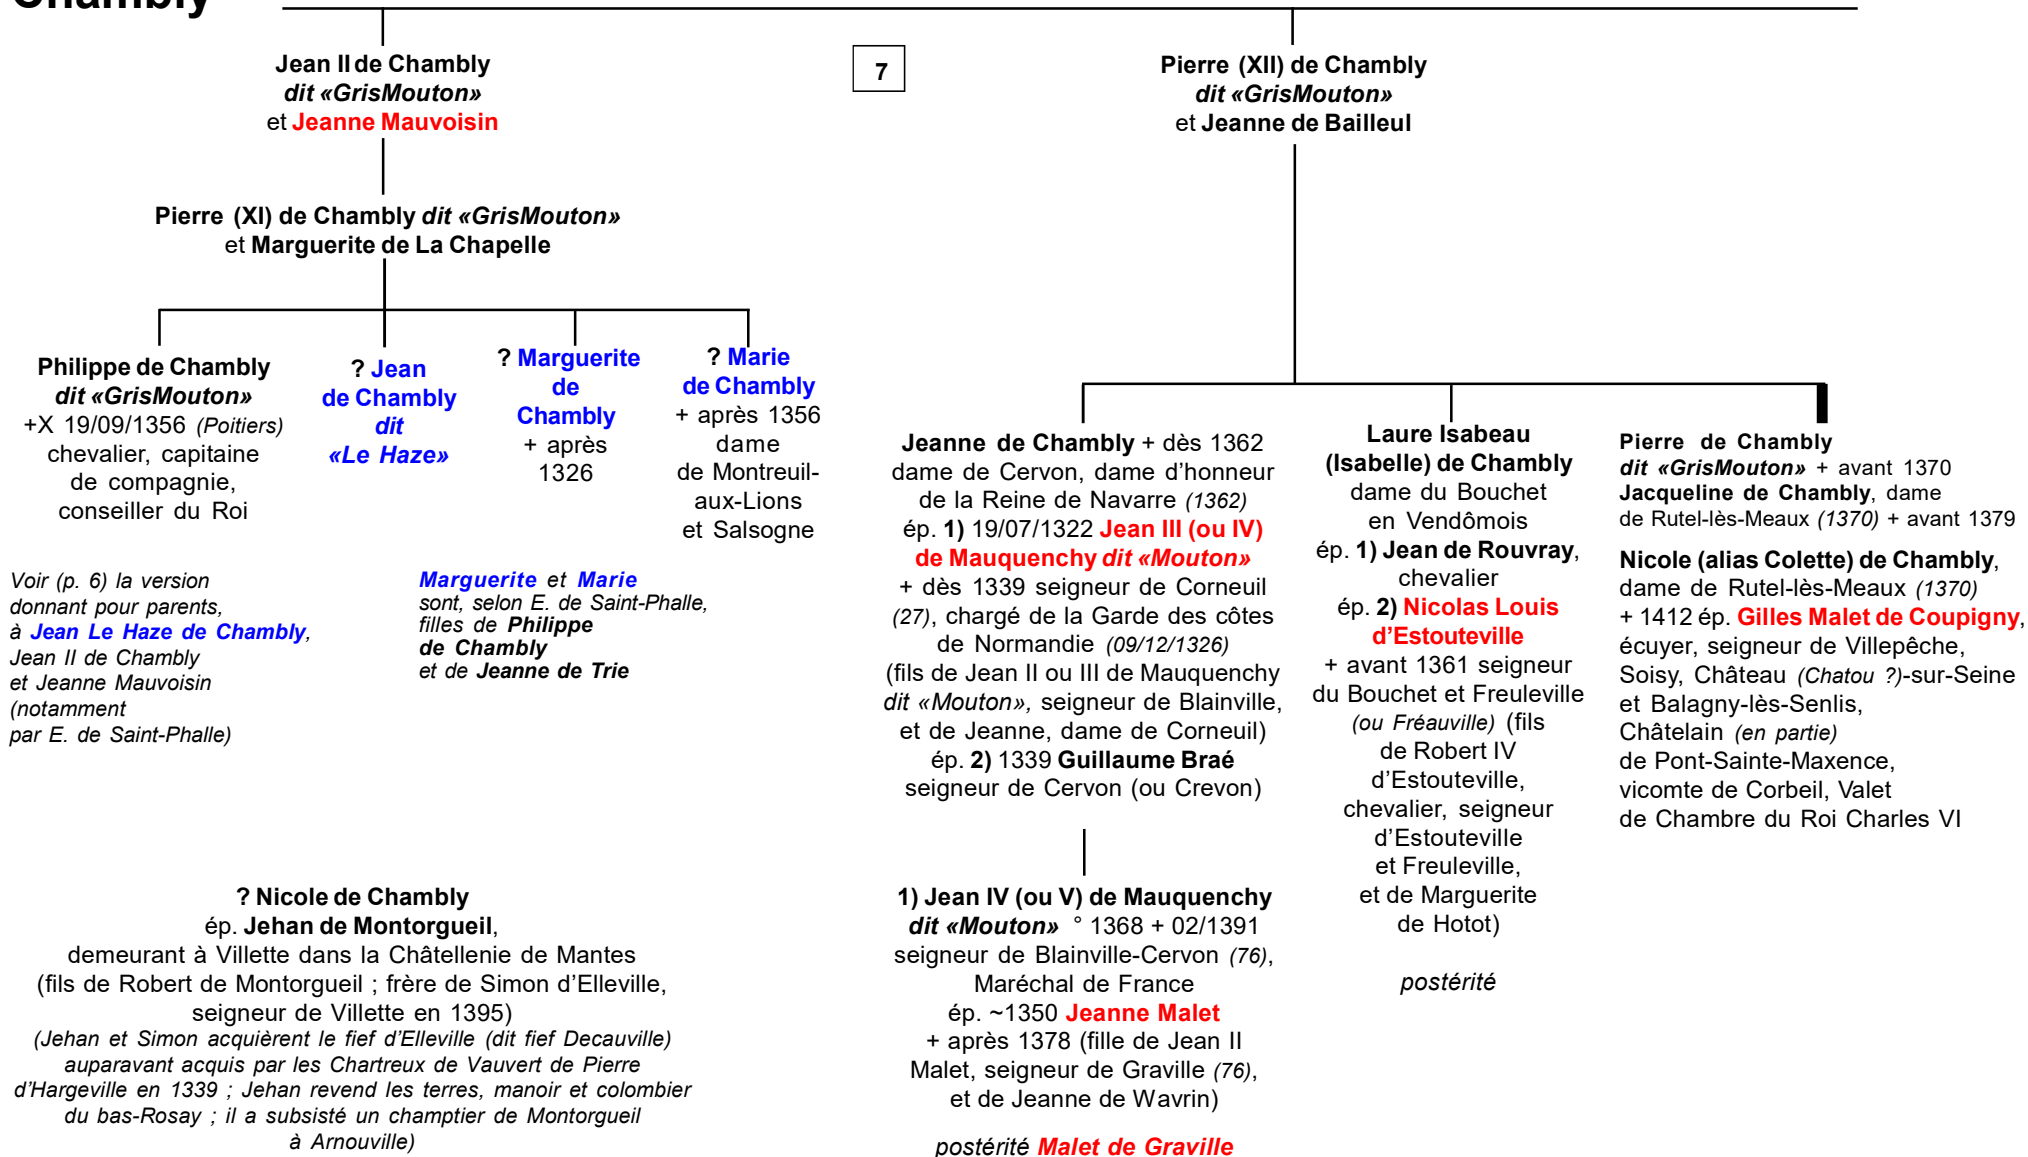 Chambly
Jean II de Chambly
dit «GrisMouton»
et Jeanne Mauvoisin
7
Pierre (XII) de Chambly
dit «GrisMouton»
et Jeanne de Bailleul
Pierre (XI) de Chambly dit «GrisMouton»
et Marguerite de La Chapelle
Philippe de Chambly
dit «GrisMouton»
+X 19/09/1356 (Poitiers)
chevalier, capitaine
de compagnie,
conseiller du Roi
? Jean
de Chambly
dit
«Le Haze»
? Marguerite
de
Chambly
+ après
1326
? Marie
de Chambly
+ après 1356
dame
de Montreuil-
aux-Lions
et Salsogne
Voir (p. 6) la version
donnant pour parents,
à Jean Le Haze de Chambly,
Jean II de Chambly
et Jeanne Mauvoisin
(notamment
par E. de Saint-Phalle)
Marguerite et Marie
sont, selon E. de Saint-Phalle,
filles de Philippe
de Chambly
et de Jeanne de Trie
Jeanne de Chambly + dès 1362
dame de Cervon, dame d'honneur
de la Reine de Navarre (1362)
ép. 1) 19/07/1322 Jean III (ou IV)
de Mauquenchy dit «Mouton»
+ dès 1339 seigneur de Corneuil
(27), chargé de la Garde des côtes
de Normandie (09/12/1326)
(fils de Jean II ou III de Mauquenchy
dit «Mouton», seigneur de Blainville,
et de Jeanne, dame de Corneuil)
ép. 2) 1339 Guillaume Braé
seigneur de Cervon (ou Crevon)
Laure Isabeau
(Isabelle) de Chambly
dame du Bouchet
en Vendômois
ép. 1) Jean de Rouvray,
chevalier
ép. 2) Nicolas Louis
d'Estouteville
+ avant 1361 seigneur
du Bouchet et Freuleville
(ou Fréauville) (fils
de Robert IV
d'Estouteville,
chevalier, seigneur
d'Estouteville
et Freuleville,
et de Marguerite
de Hotot)
postérité
Pierre de Chambly
dit «GrisMouton» + avant 1370
Jacqueline de Chambly, dame
de Rutel-lès-Meaux (1370) + avant 1379
Nicole (alias Colette) de Chambly,
dame de Rutel-lès-Meaux (1370)
+ 1412 ép. Gilles Malet de Coupigny,
écuyer, seigneur de Villepêche,
Soisy, Château (Chatou ?)-sur-Seine
et Balagny-lès-Senlis,
Châtelain (en partie)
de Pont-Sainte-Maxence,
vicomte de Corbeil, Valet
de Chambre du Roi Charles VI
? Nicole de Chambly
ép. Jehan de Montorgueil,
demeurant à Villette dans la Châtellenie de Mantes
(fils de Robert de Montorgueil ; frère de Simon d'Elleville,
seigneur de Villette en 1395)
(Jehan et Simon acquièrent le fief d'Elleville (dit fief Decauville)
auparavant acquis par les Chartreux de Vauvert de Pierre
d'Hargeville en 1339 ; Jehan revend les terres, manoir et colombier
du bas-Rosay ; il a subsisté un champtier de Montorgueil
à Arnouville)
1) Jean IV (ou V) de Mauquenchy
dit «Mouton» ° 1368 + 02/1391
seigneur de Blainville-Cervon (76),
Maréchal de France
ép. ~1350 Jeanne Malet
+ après 1378 (fille de Jean II
Malet, seigneur de Graville (76),
et de Jeanne de Wavrin)
postérité Malet de Graville